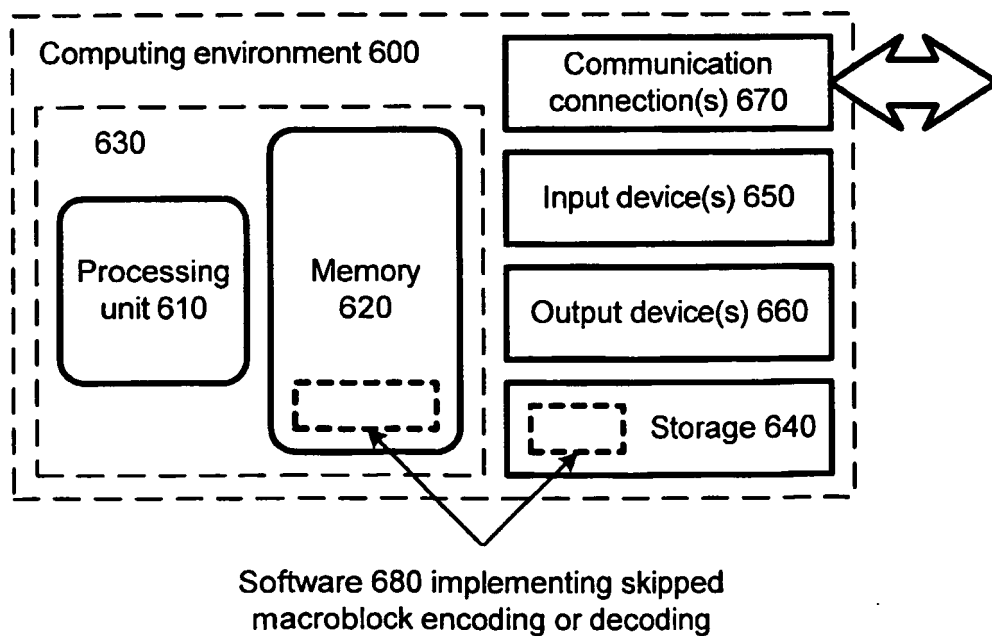 Computing environment 600
Communication
connection(s) 670
630
Input device(s) 650
Processing
unit 610
Memory
620
Output device(s) 660
Storage 640
Software 680 implementing skipped
macroblock encoding or decoding